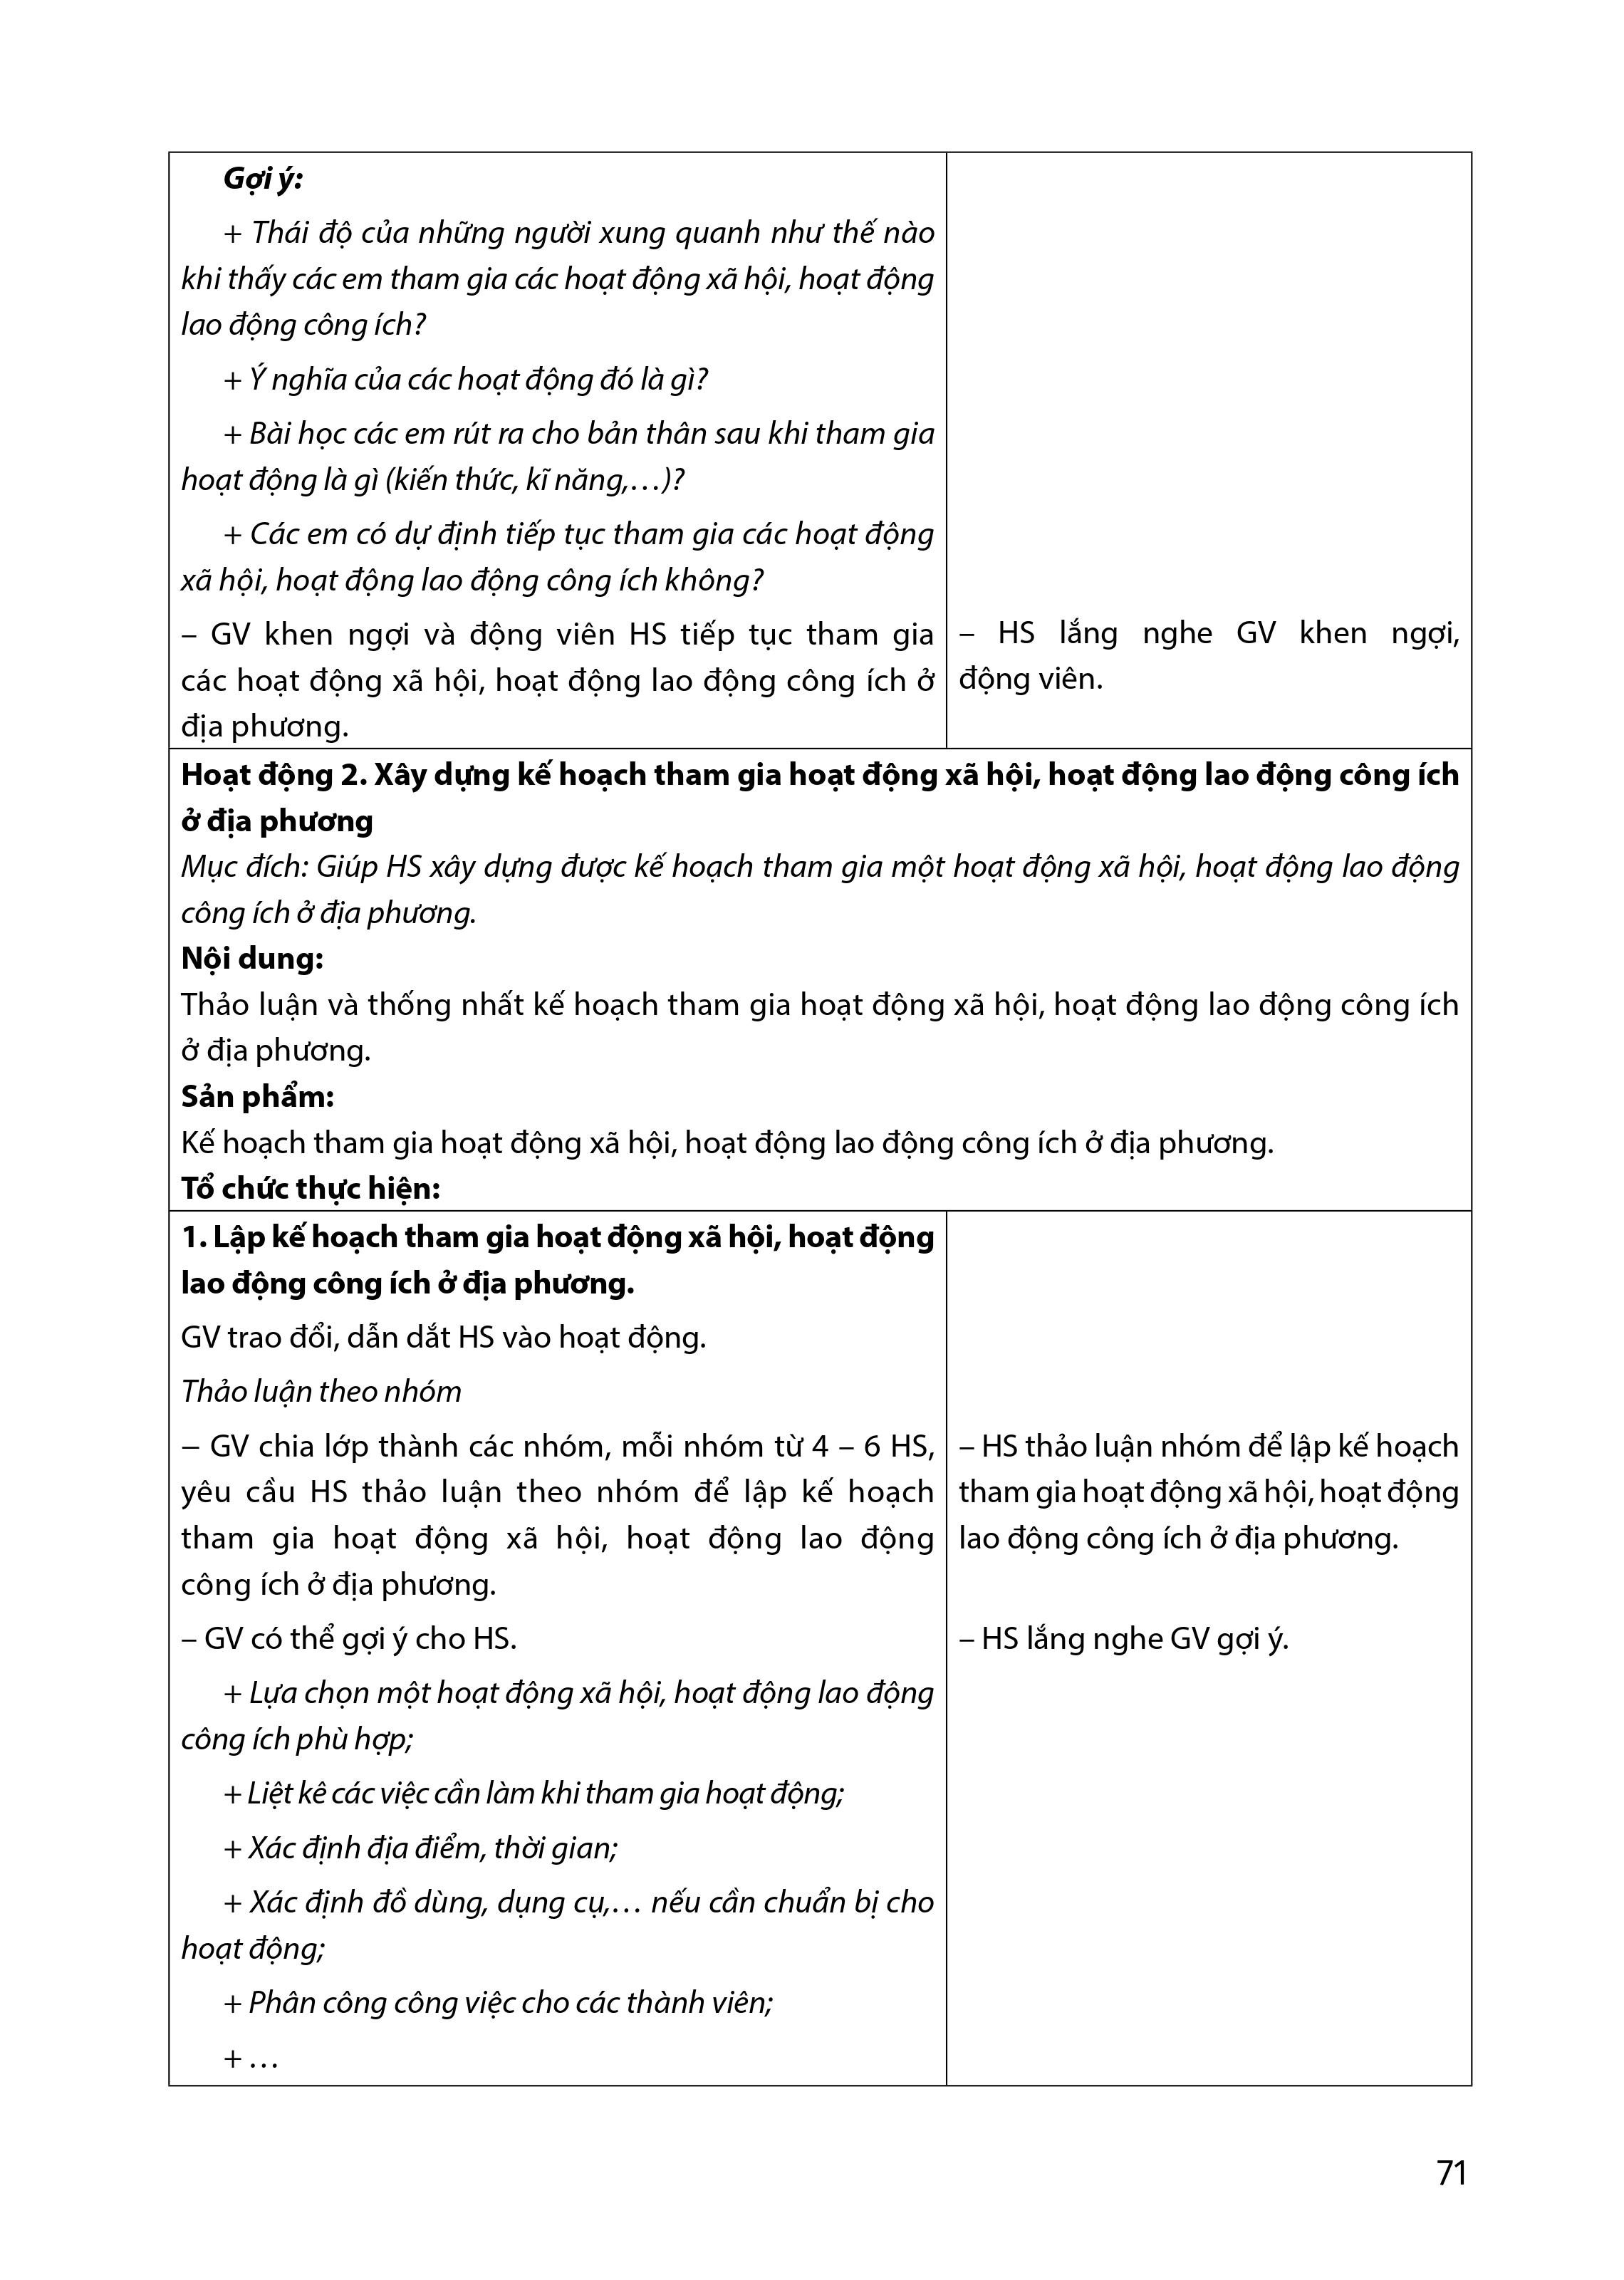 Gợi ý:
+ Thái độ của những người xung quanh như thế nào
khi thấy các em tham gia các hoạt động xã hội, hoạt động
lao động công ích?
+ Ý nghĩa của các hoạt động đó là gì?
+ Bài học các em rút ra cho bản thân sau khi tham gia
hoạt động là gì (kiến thức, kĩ năng,…)?
+ Các em có dự định tiếp tục tham gia các hoạt động
xã hội, hoạt động lao động công ích không?
– GV khen ngợi và động viên HS tiếp tục tham gia
các hoạt động xã hội, hoạt động lao động công ích ở
địa phương.
– HS lắng nghe GV khen ngợi,
động viên.
Hoạt động 2. Xây dựng kế hoạch tham gia hoạt động xã hội, hoạt động lao động công ích
ở địa phương
Mục đích: Giúp HS xây dựng được kế hoạch tham gia một hoạt động xã hội, hoạt động lao động
công ích ở địa phương.
Nội dung:
Thảo luận và thống nhất kế hoạch tham gia hoạt động xã hội, hoạt động lao động công ích
ở địa phương.
Sản phẩm:
Kế hoạch tham gia hoạt động xã hội, hoạt động lao động công ích ở địa phương.
Tổ chức thực hiện:
1. Lập kế hoạch tham gia hoạt động xã hội, hoạt động
lao động công ích ở địa phương.
GV trao đổi, dẫn dắt HS vào hoạt động.
Thảo luận theo nhóm
– GV chia lớp thành các nhóm, mỗi nhóm từ 4 – 6 HS,
yêu cầu HS thảo luận theo nhóm để lập kế hoạch
tham gia hoạt động xã hội, hoạt động lao động
công ích ở địa phương.
– HS thảo luận nhóm để lập kế hoạch
tham gia hoạt động xã hội, hoạt động
lao động công ích ở địa phương.
– GV có thể gợi ý cho HS.
– HS lắng nghe GV gợi ý.
+ Lựa chọn một hoạt động xã hội, hoạt động lao động
công ích phù hợp;
+ Liệt kê các việc cần làm khi tham gia hoạt động;
+ Xác định địa điểm, thời gian;
+ Xác định đồ dùng, dụng cụ,… nếu cần chuẩn bị cho
hoạt động;
+ Phân công công việc cho các thành viên;
+ …
71